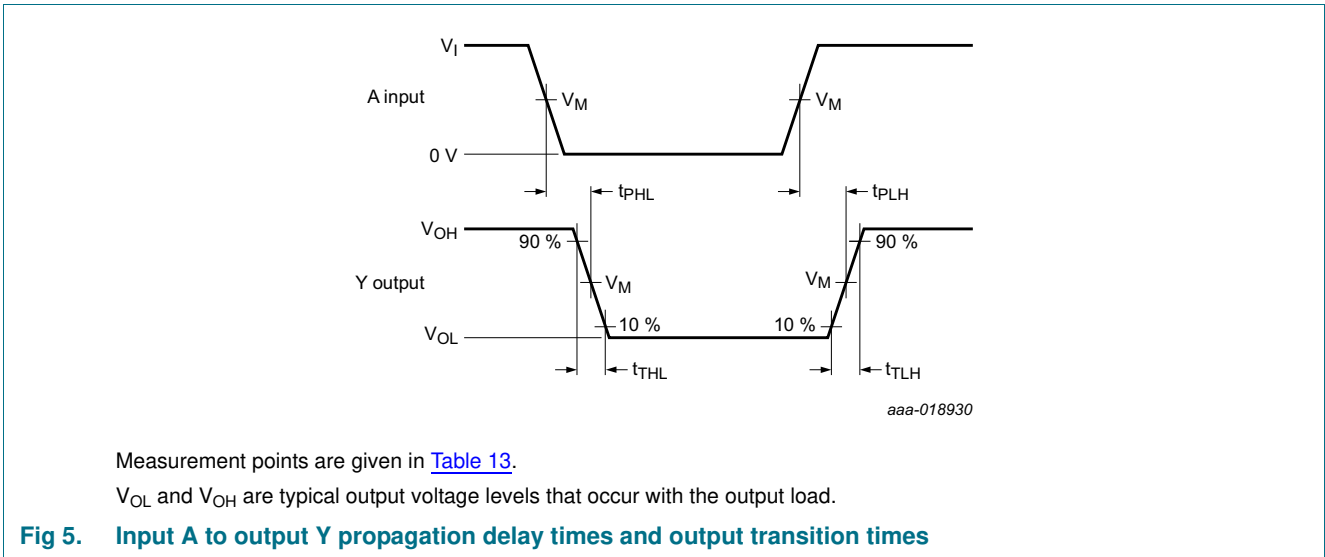 V_I
A input
V_M
V_M
0 V
t_PHL
t_PLH
V_OH
90 %
90 %
Y output
V_M
V_M
10 %
10 %
V_OL
t_THL
t_TLH
aaa-018930
Measurement points are given in Table 13.
V_OL and V_OH are typical output voltage levels that occur with the output load.
Fig 5. Input A to output Y propagation delay times and output transition times